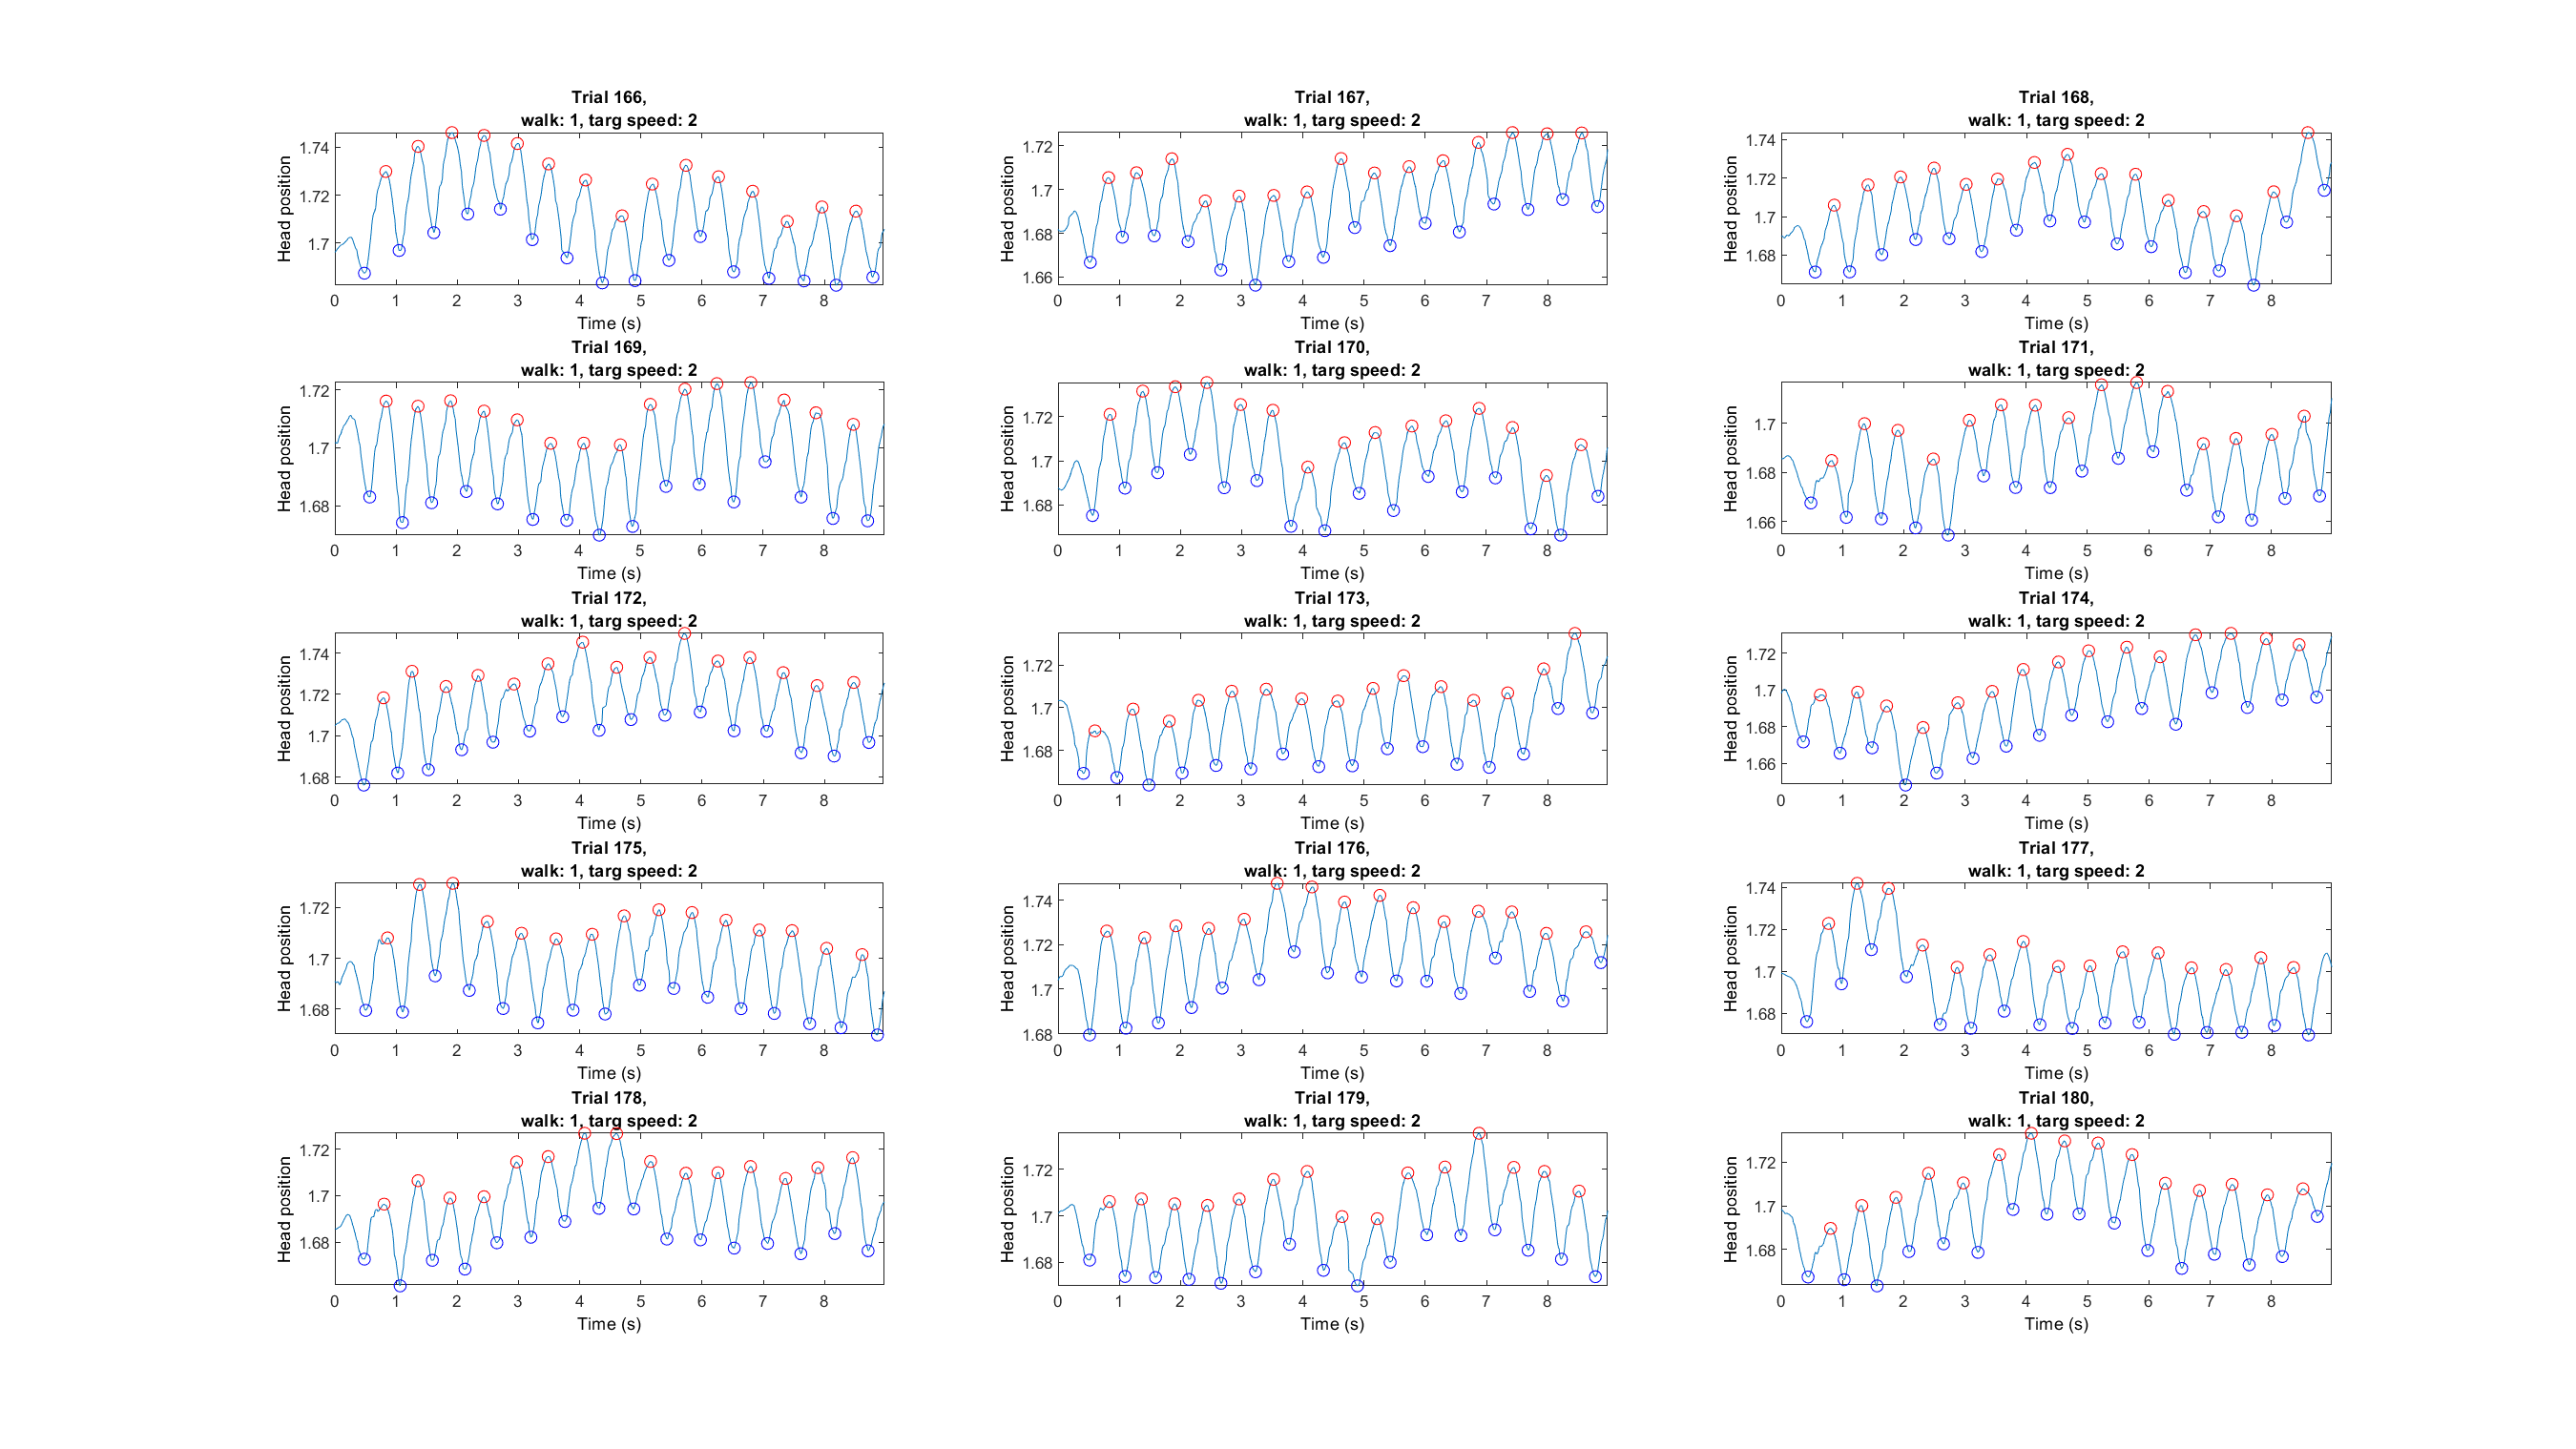 Trial 166,
walk: 1, targ speed: 2
Head position
1.74
1.72
1.7
0 1 2 3 4 5 6 7 8
Time (s)
Trial 167,
walk: 1, targ speed: 2
Head position
1.72
1.7
1.68
1.66
0 1 2 3 4 5 6 7 8
Time (s)
Trial 168,
walk: 1, targ speed: 2
Head position
1.74
1.72
1.7
1.68
0 1 2 3 4 5 6 7 8
Time (s)
Trial 169,
walk: 1, targ speed: 2
Head position
1.72
1.7
1.68
0 1 2 3 4 5 6 7 8
Time (s)
Trial 170,
walk: 1, targ speed: 2
Head position
1.72
1.7
1.68
0 1 2 3 4 5 6 7 8
Time (s)
Trial 171,
walk: 1, targ speed: 2
Head position
1.7
1.68
1.66
0 1 2 3 4 5 6 7 8
Time (s)
Trial 172,
walk: 1, targ speed: 2
Head position
1.74
1.72
1.7
1.68
0 1 2 3 4 5 6 7 8
Time (s)
Trial 173,
walk: 1, targ speed: 2
Head position
1.72
1.7
1.68
0 1 2 3 4 5 6 7 8
Time (s)
Trial 174,
walk: 1, targ speed: 2
Head position
1.72
1.7
1.68
1.66
0 1 2 3 4 5 6 7 8
Time (s)
Trial 175,
walk: 1, targ speed: 2
Head position
1.72
1.7
1.68
0 1 2 3 4 5 6 7 8
Time (s)
Trial 176,
walk: 1, targ speed: 2
Head position
1.74
1.72
1.7
1.68
0 1 2 3 4 5 6 7 8
Time (s)
Trial 177,
walk: 1, targ speed: 2
Head position
1.74
1.72
1.7
1.68
0 1 2 3 4 5 6 7 8
Time (s)
Trial 178,
walk: 1, targ speed: 2
Head position
1.72
1.7
1.68
0 1 2 3 4 5 6 7 8
Time (s)
Trial 179,
walk: 1, targ speed: 2
Head position
1.72
1.7
1.68
0 1 2 3 4 5 6 7 8
Time (s)
Trial 180,
walk: 1, targ speed: 2
Head position
1.72
1.7
1.68
0 1 2 3 4 5 6 7 8
Time (s)